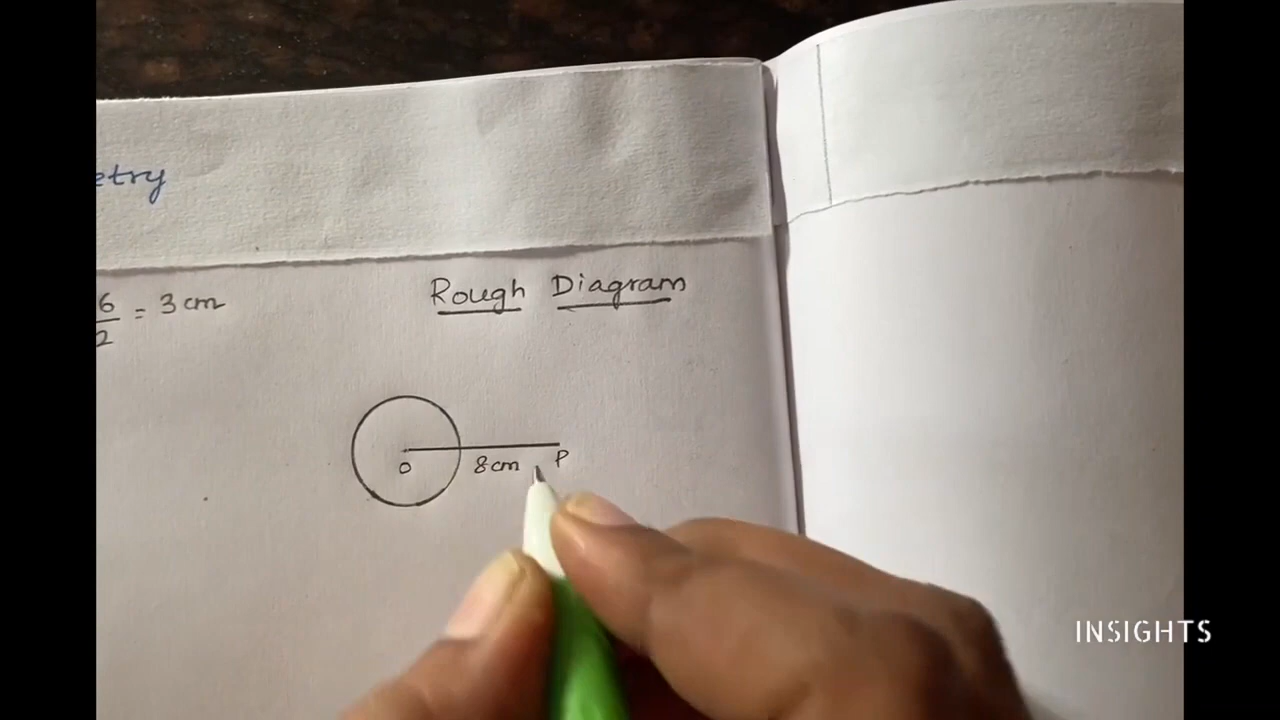 etry
6/2 = 3 cm
Rough Diagram
O 8cm P
INSIGHTS